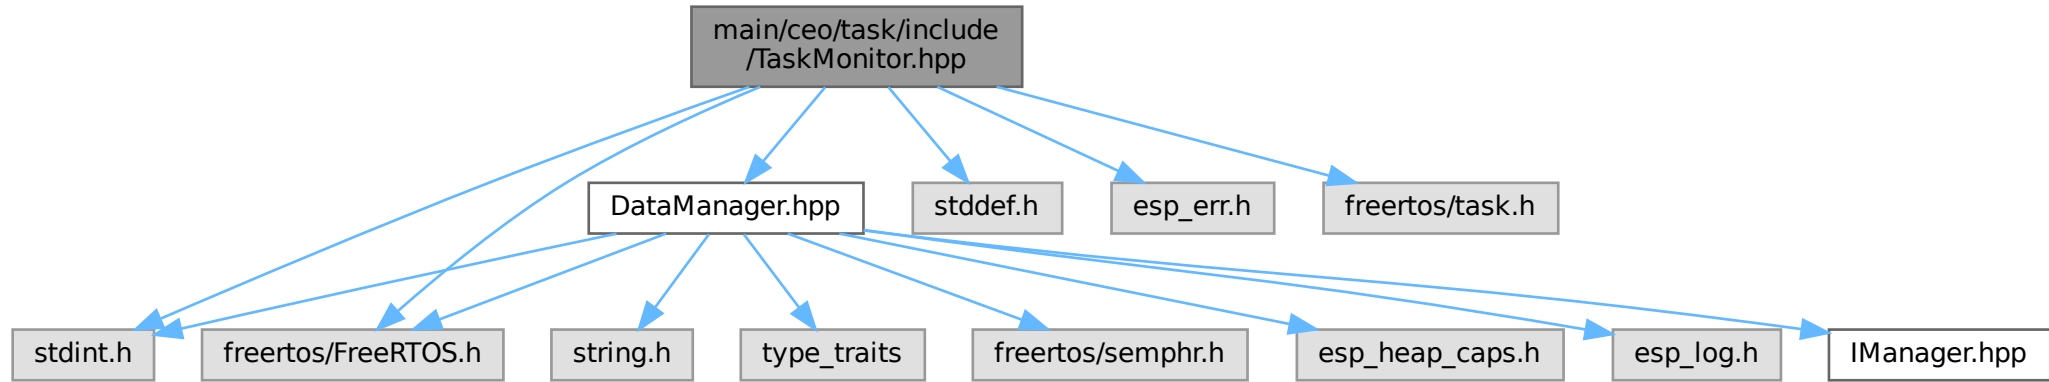 main/ceo/task/include
/TaskMonitor.hpp
DataManager.hpp
stddef.h
esp_err.h
freertos/task.h
stdint.h
freertos/FreeRTOS.h
string.h
type_traits
freertos/semphr.h
esp_heap_caps.h
esp_log.h
IManager.hpp